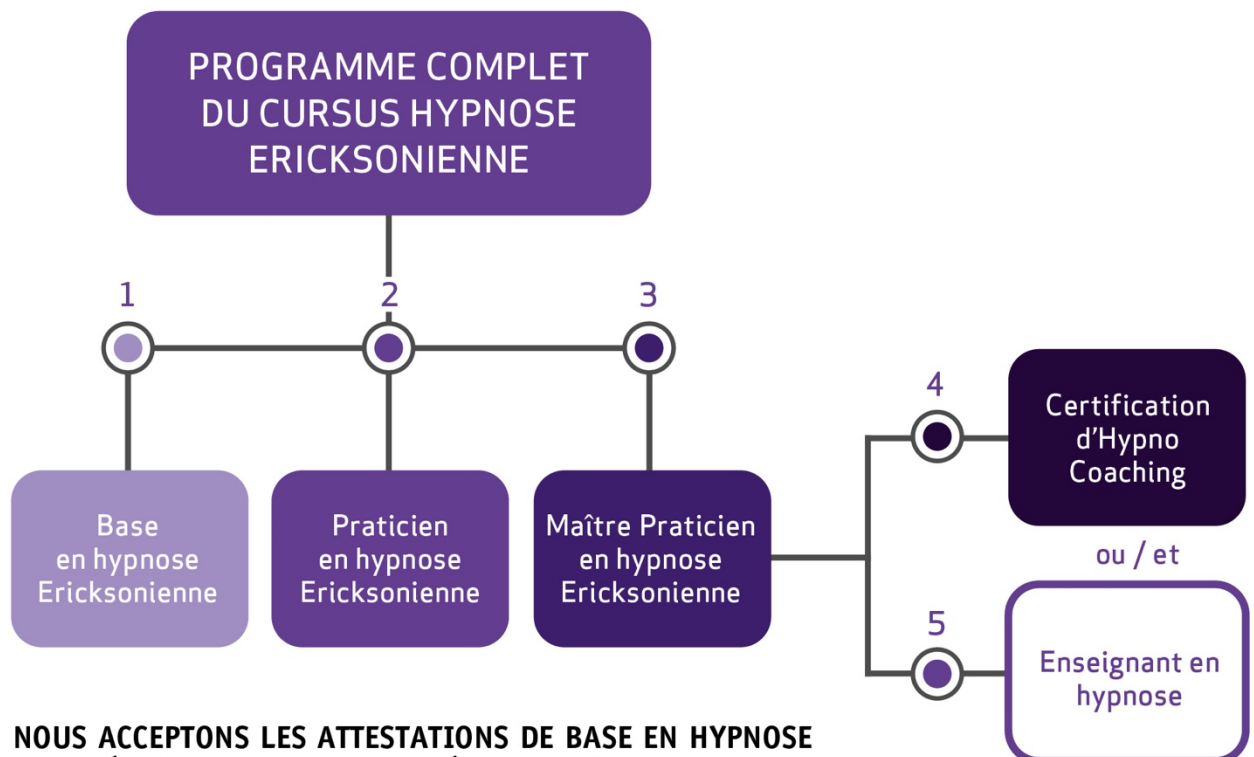 PROGRAMME COMPLET
DU CURSUS HYPNOSE
ERICKSONIENNE
1
2
3
Base
en hypnose
Ericksonienne
Praticien
en hypnose
Ericksonienne
Maître Praticien
en hypnose
Ericksonienne
4
Certification
d'Hypno
Coaching
ou / et
5
Enseignant en
hypnose
NOUS ACCEPTONS LES ATTESTATIONS DE BASE EN HYPNOSE